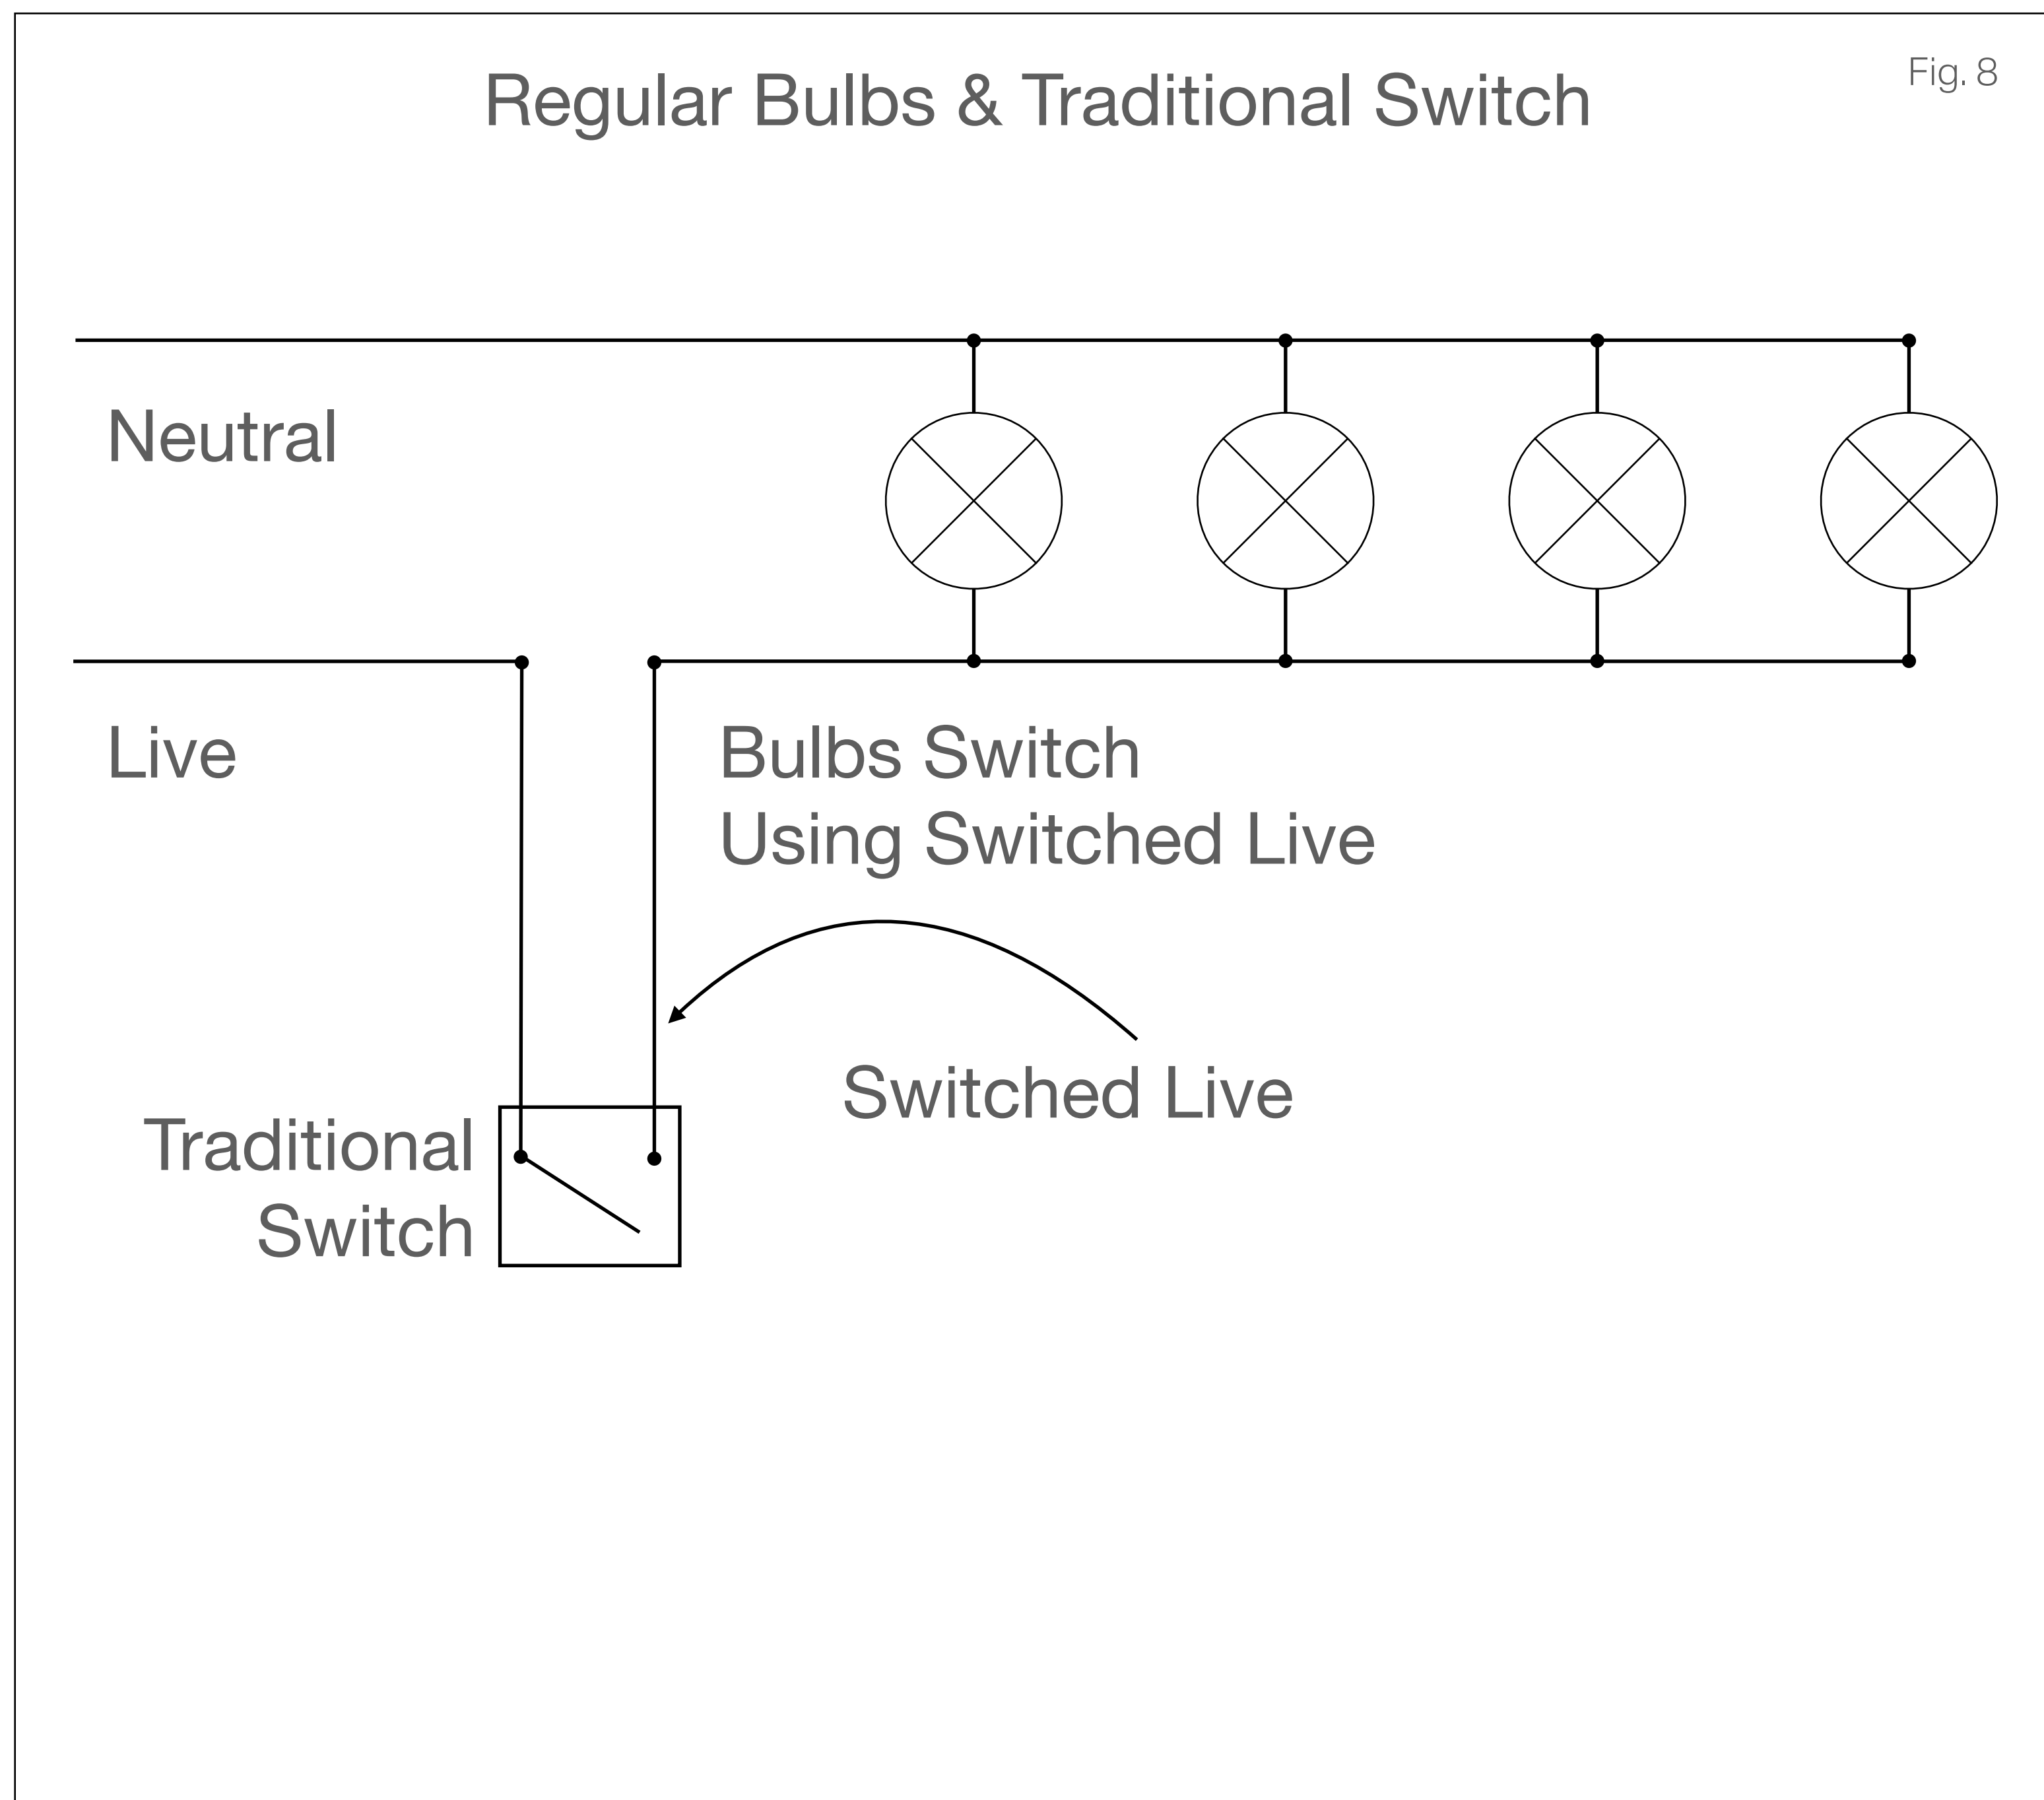 Regular Bulbs & Traditional Switch
Fig. 8
Neutral
Live
Bulbs Switch
Using Switched Live
Switched Live
Traditional
Switch